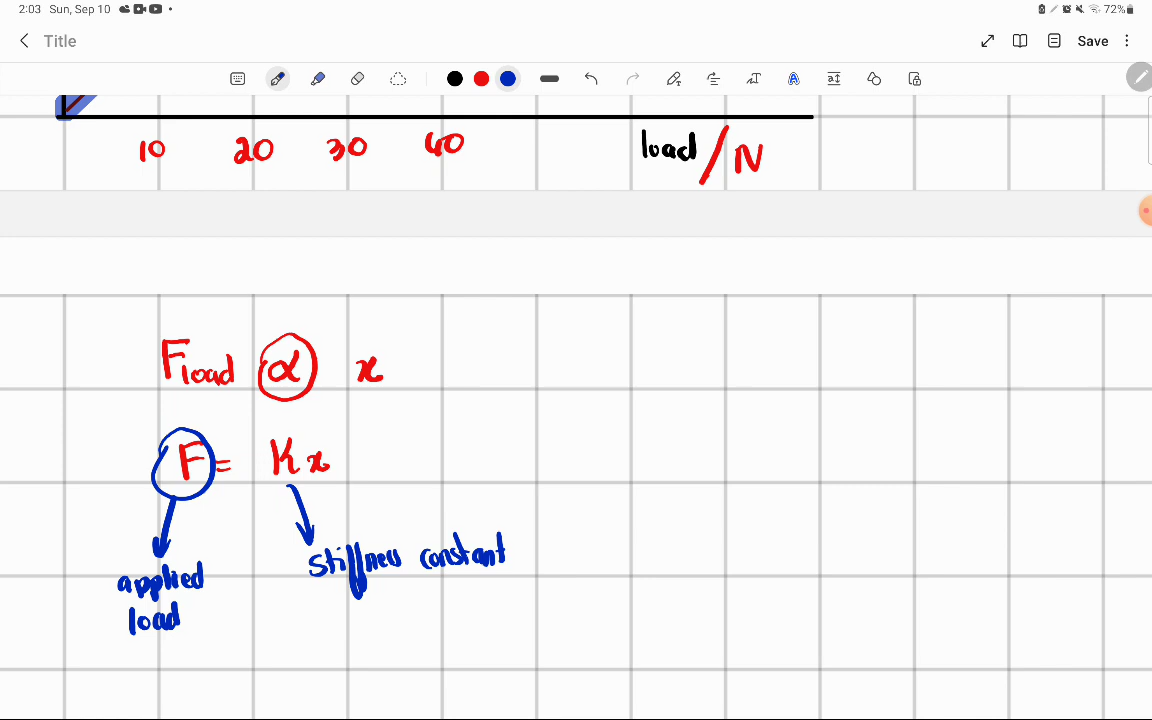 2:03 Sun, Sep 10
72%
Title
Save
10 20 30 40 load / N
Fload α x
F = Kx
stiffness constant
applied
load